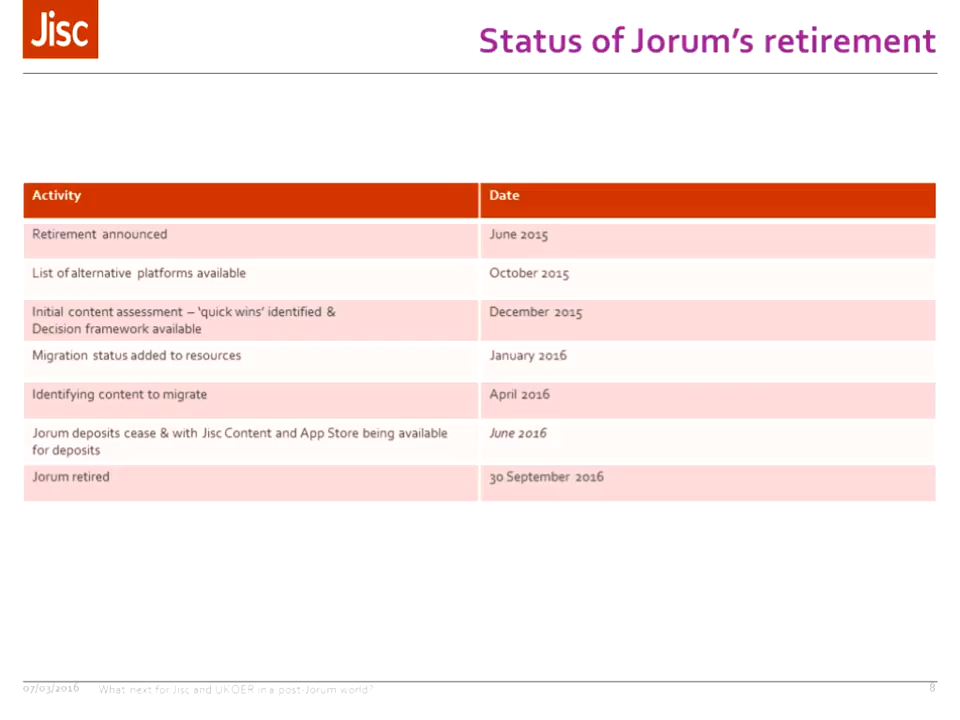 Jisc
Status of Jorum's retirement
Activity Date
Retirement announced June 2015
List of alternative platforms available October 2015
Initial content assessment – 'quick wins' identified & December 2015
Decision framework available
Migration status added to resources January 2016
Identifying content to migrate April 2016
Jorum deposits cease & with Jisc Content and App Store being available June 2016
for deposits
Jorum retired 30 September 2016
07/03/2016 What next for Jisc and UKOER in a post-Jorum world? 8